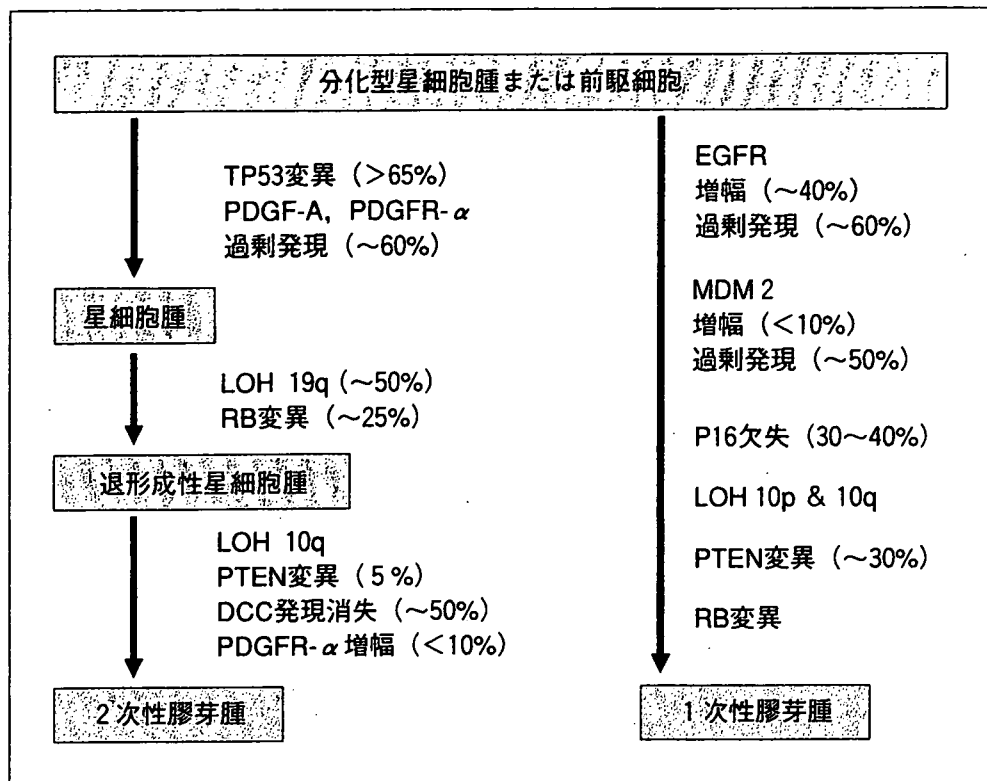 分化型星細胞腫または前駆細胞
TP53変異（>65%）
PDGF-A，PDGFR-α
過剰発現（～60%）
星細胞腫
LOH 19q（～50%）
RB変異（～25%）
退形成性星細胞腫
LOH 10q
PTEN変異（5%）
DCC発現消失（～50%）
PDGFR-α増幅（＜10%）
2次性膠芽腫
EGFR
増幅（～40%）
過剰発現（～60%）
MDM 2
増幅（＜10%）
過剰発現（～50%）
P16欠失（30～40%）
LOH 10p & 10q
PTEN変異（～30%）
RB変異
1次性膠芽腫